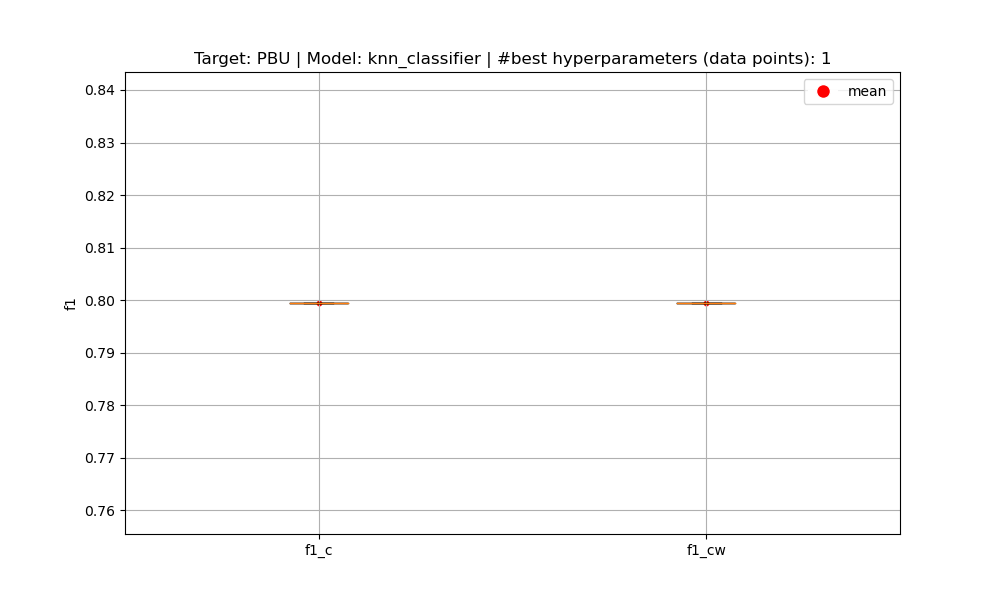 Target: PBU | Model: knn_classifier | #best hyperparameters (data points): 1
mean
0.84
0.83
0.82
0.81
0.80
0.79
0.78
0.77
0.76
f1
f1_c
f1_cw